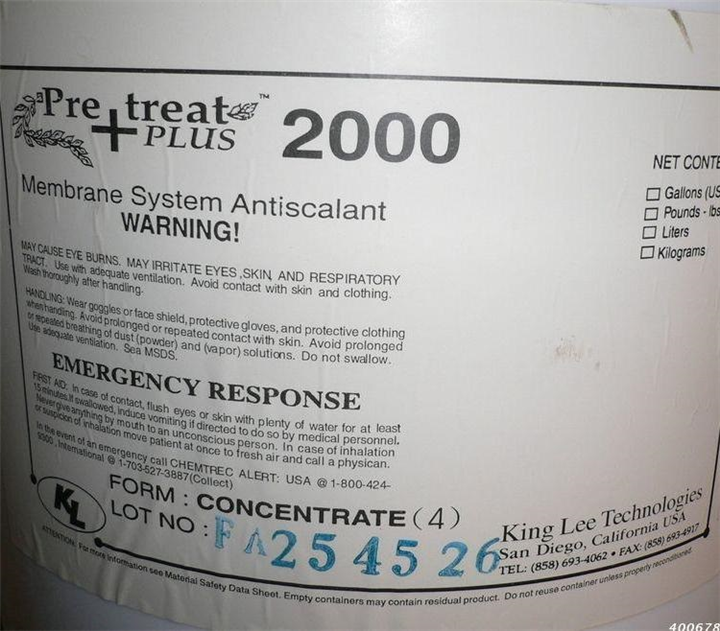 Pre treat™
+ PLUS 2000
Membrane System Antiscalant
WARNING!
MAY CAUSE EYE BURNS. MAY IRRITATE EYES ,SKIN AND RESPIRATORY
TRACT. Use with adequate ventilation. Avoid contact with skin and clothing.
Wash thoroughly after handling.
HANDLING: Wear goggles or face shield, protective gloves, and protective clothing
when handling. Avoid prolonged or repeated contact with skin. Avoid prolonged
or repeated breathing of dust (powder) and (vapor) solutions. Do not swallow.
Use adequate ventilation. Sea MSDS.
EMERGENCY RESPONSE
FIRST AID: In case of contact, flush eyes or skin with plenty of water for at least
15 minutes.If swallowed, induce vomiting if directed to do so by medical personnel.
Never give anything by mouth to an unconscious person. In case of inhalation
or suspicion of inhalation move patient at once to fresh air and call a physican.
In the event of an emergency call CHEMTREC ALERT: USA @ 1-800-424-
9300 . International @ 1-703-527-3887(Collect)
FORM : CONCENTRATE (4)
LOT NO : FA254526
KL
NET CONTE
Gallons (US
Pounds - lbs
Liters
Kilograms
King Lee Technologies
San Diego, California USA
TEL: (858) 693-4062 • FAX: (858) 693-4917
ATTENTION: For more information see Material Safety Data Sheet. Empty containers may contain residual product. Do not reuse container unless properly reconditioned.
400678